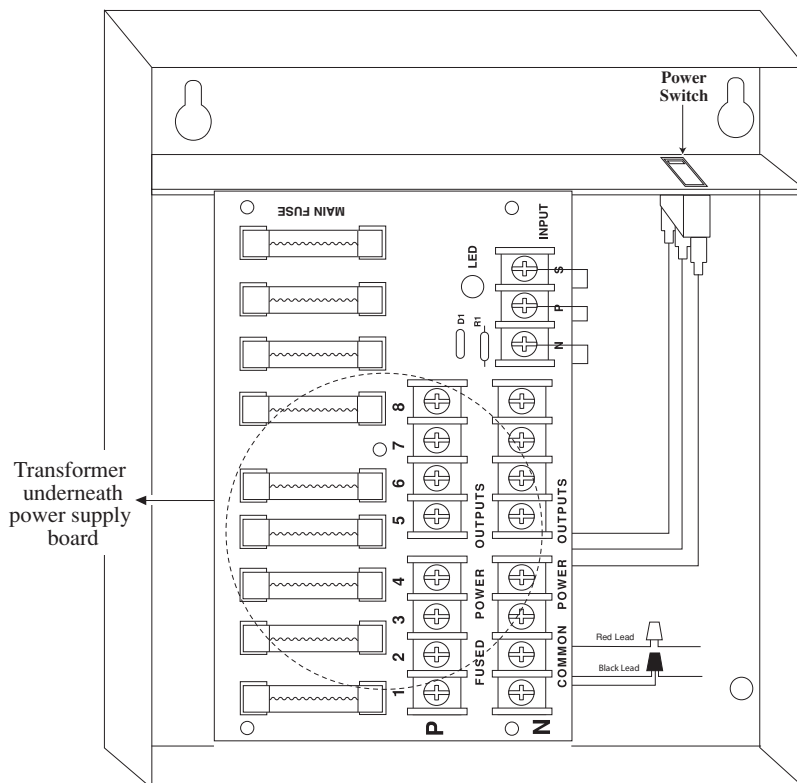 Power
Switch
MAIN FUSE
INPUT
LED
S
P
N
D1
R1
8
7
6
5
4
3
2
1
FUSED POWER OUTPUTS
COMMON POWER OUTPUTS
P
N
Transformer
underneath
power supply
board
Red Lead
Black Lead